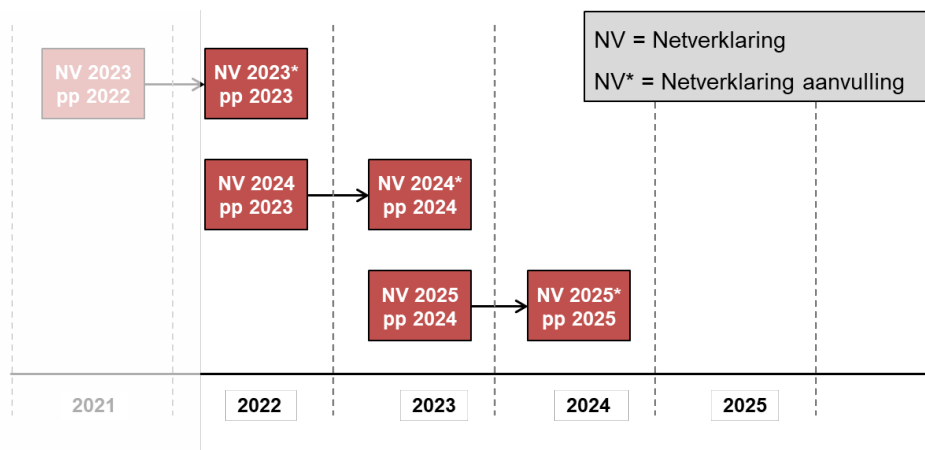 NV = Netverklaring
NV* = Netverklaring aanvulling
NV 2023
pp 2022
NV 2023*
pp 2023
NV 2024
pp 2023
NV 2024*
pp 2024
NV 2025
pp 2024
NV 2025*
pp 2025
2021
2022
2023
2024
2025